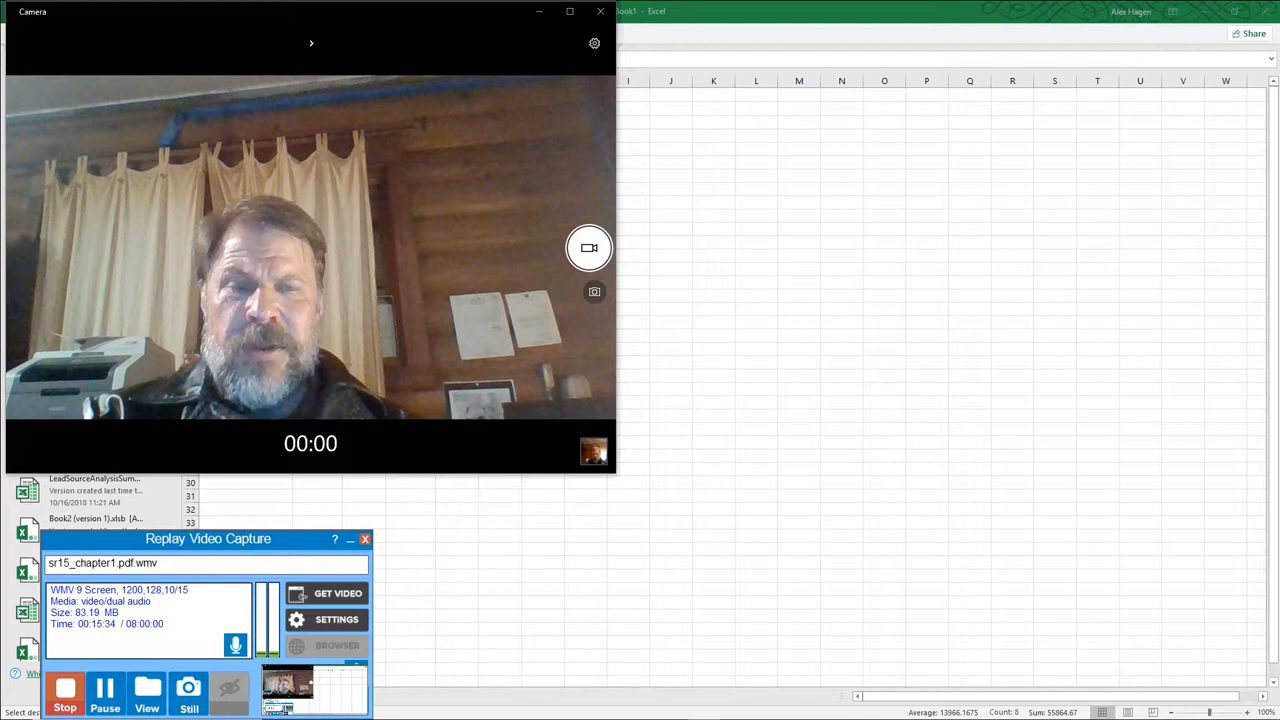 Camera
Book1 - Excel
Alex Hagen
Share
I J K L M N O P Q R S T U V W
00:00
LeadSourceAnalysisSum...
Version created last time t...
10/16/2018 11:21 AM
Book2 (version 1).xlsb [A...
30
31
32
33
Replay Video Capture
? _ X
sr15_chapter1.pdf.wmv
WMV 9 Screen, 1200,128,10/15
Media: video/dual audio
Size: 83.19 MB
Time: 00:15:34 / 08:00:00
GET VIDEO
SETTINGS
BROWSER
Stop
Pause
View
Still
Average: 13966.1675 Count: 8 Sum: 55864.67
100%